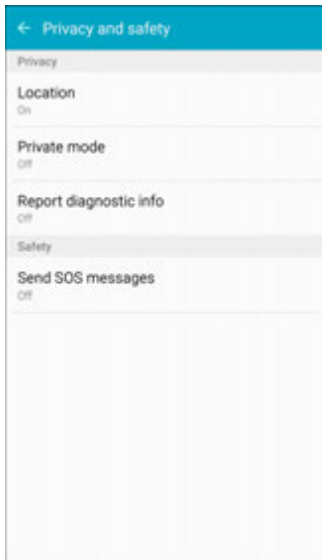 Privacy and safety
Privacy
Location
On
Private mode
Off
Report diagnostic info
Off
Safety
Send SOS messages
Off